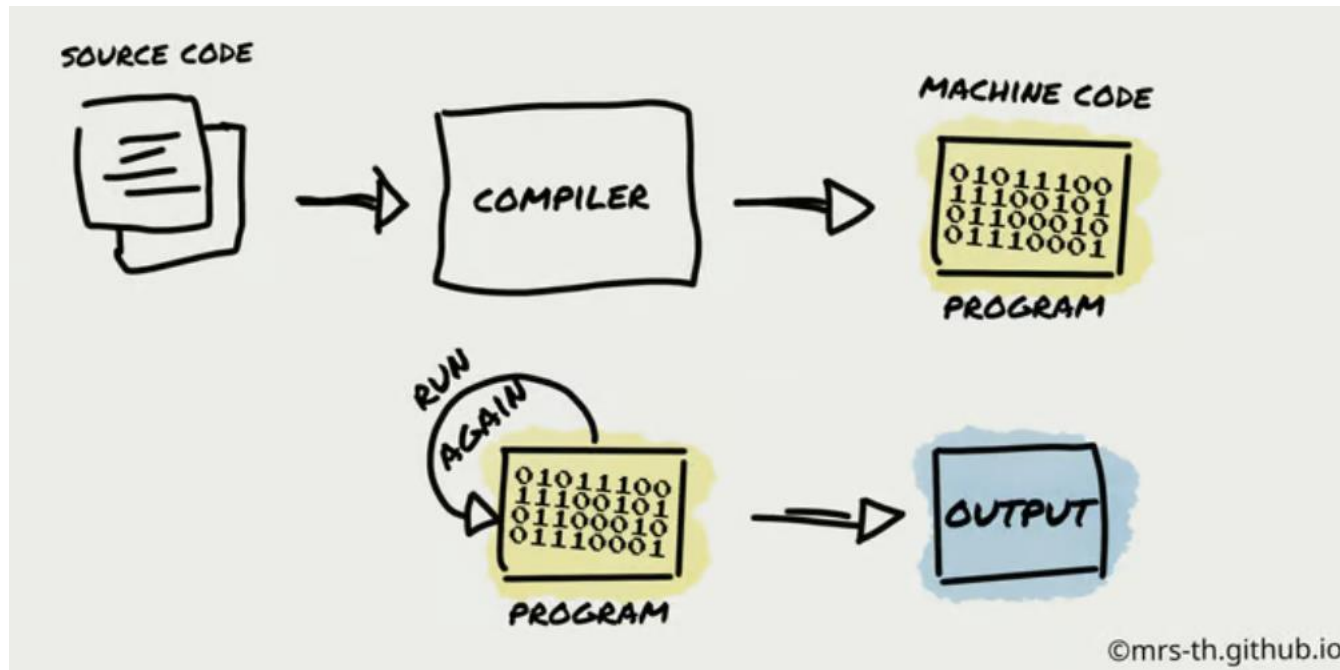 SOURCE CODE
COMPILER
MACHINE CODE
01011100
11100101
01100010
01110001
PROGRAM
RUN
AGAIN
01011100
11100101
01100010
01110001
PROGRAM
OUTPUT
©mrs-th.github.io